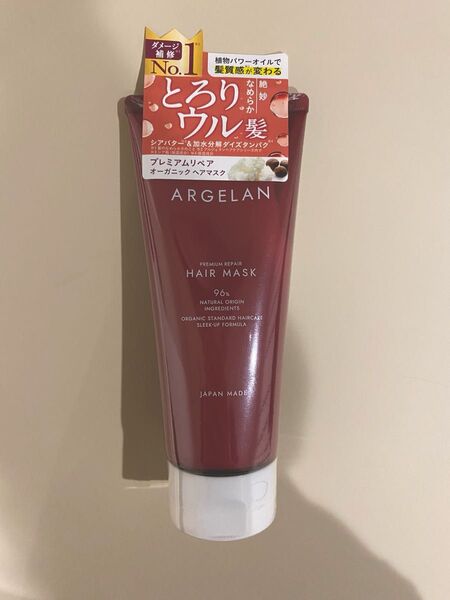 ダメージ
補修
No.1
植物パワーオイルで
髪質感が変わる
とろり
ウル髪
絶妙
なめらか
シアバター&加水分解ダイズタンパク
プレミアムリペア
オーガニック ヘアマスク
ARGELAN
PREMIUM REPAIR
HAIR MASK
96%
NATURAL ORIGIN
INGREDIENTS
ORGANIC STANDARD HAIRCARE
SLEEK-UP FORMULA
JAPAN MADE